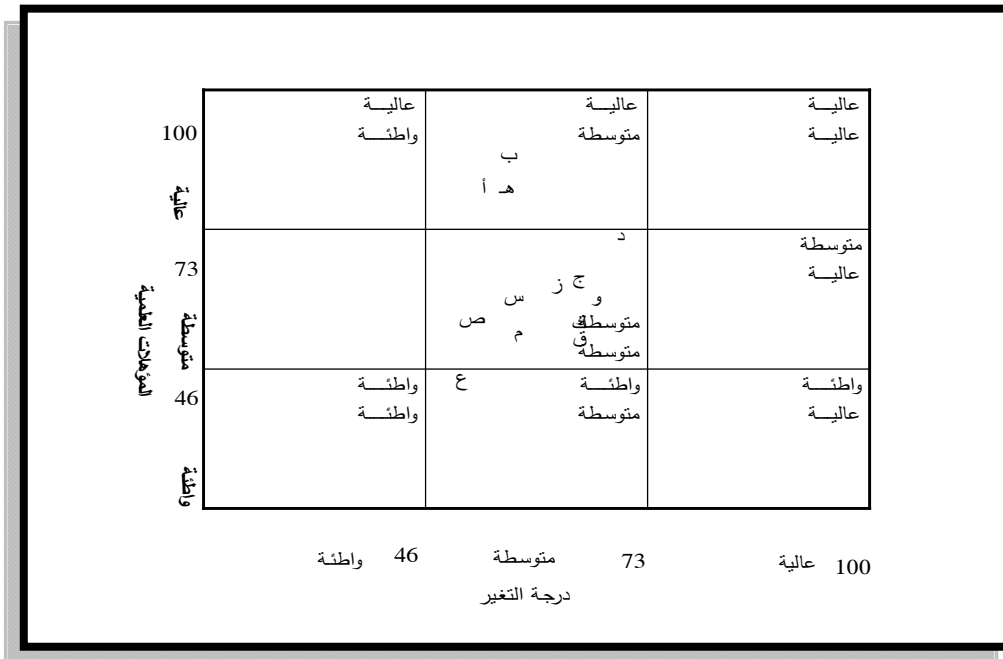 عاليـــة عاليـــة عاليـــة
عاليـــة متوسطة واطئـــة
100
ب
هـ أ
عالية
د
متوسطة
عاليـــة
73
ج ز
و س
متوسطة ص
ق م
متوسطة
متوسطة
المؤهلات العلمية
واطئـــة واطئـــة ع واطئـــة
عاليـــة متوسطة واطئـــة
46
واطئة
100 عالية 73 متوسطة 46 واطئة
درجة التغير